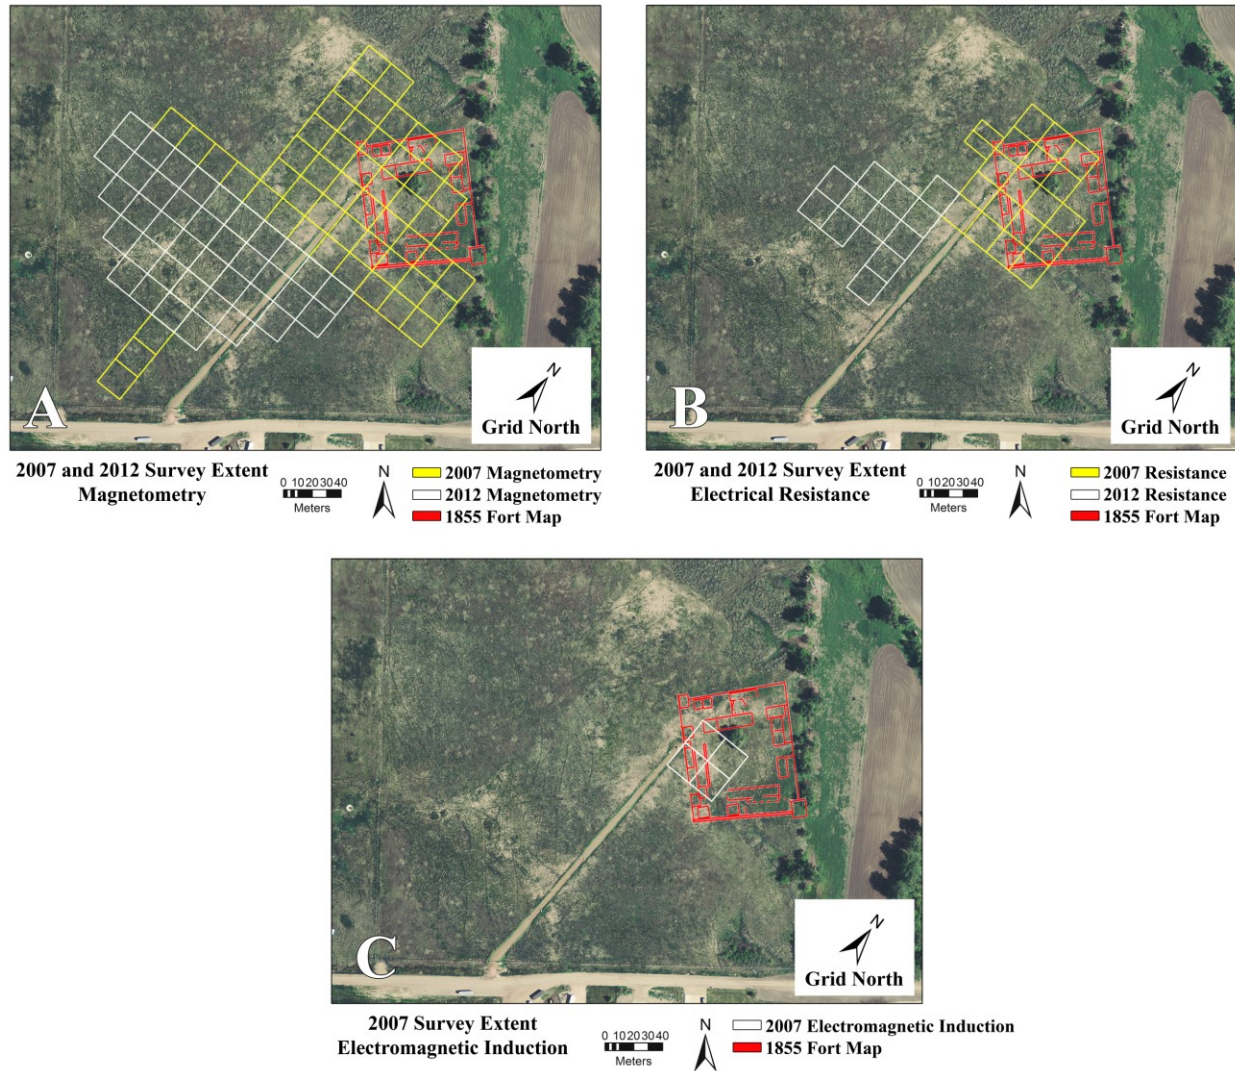 A
N
Grid North
2007 and 2012 Survey Extent
Magnetometry
0 10 20 30 40
Meters
N
2007 Magnetometry
2012 Magnetometry
1855 Fort Map
B
N
Grid North
2007 and 2012 Survey Extent
Electrical Resistance
0 10 20 30 40
Meters
N
2007 Resistance
2012 Resistance
1855 Fort Map
C
N
Grid North
2007 Survey Extent
Electromagnetic Induction
0 10 20 30 40
Meters
N
2007 Electromagnetic Induction
1855 Fort Map